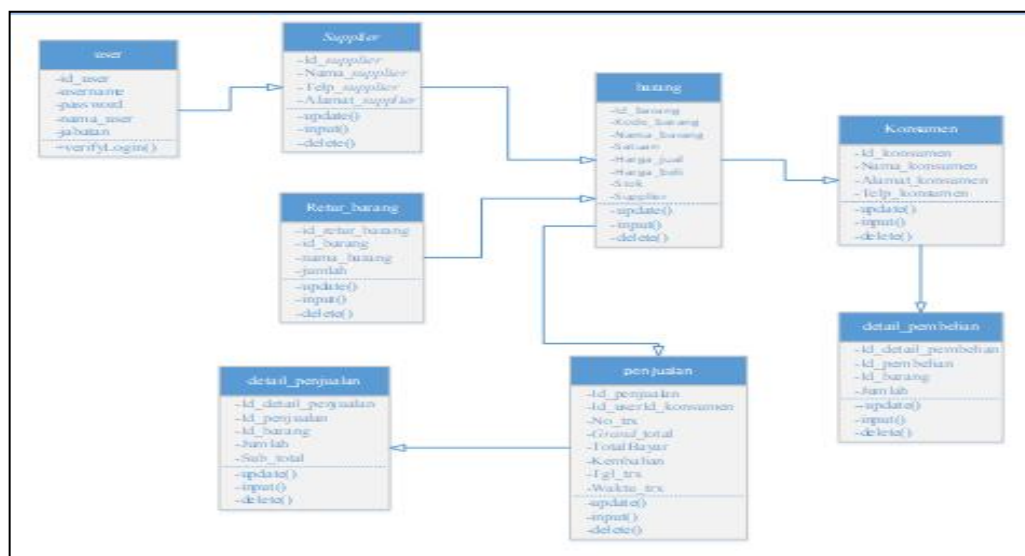 user
-id_user
-username
-password
-nama_user
-jabatan
+verifyLogin()
Supplier
-Id_supplier
-Nama_supplier
-Telp_supplier
-Alamat_supplier
-update()
-input()
-delete()
barang
-Id_barang
-Kode_barang
-Nama_barang
-Satuan
-Harga_jual
-Harga_beli
-Stok
-Supplier
-update()
-input()
-delete()
Konsumen
-Id_konsumen
-Nama_konsumen
-Alamat_konsumen
-Telp_konsumen
-update()
-input()
-delete()
Retur_barang
-id_retur_barang
-id_barang
-nama_barang
-jumlah
-update()
-input()
-delete()
detail_pembelian
-Id_detail_pembelian
-Id_pembelian
-Id_barang
-Jumlah
--update()
-input()
-delete()
detail_penjualan
-Id_detail_penjualan
-Id_penjualan
-Id_barang
-Jumlah
-Sub_total
-update()
-input()
-delete()
penjualan
-Id_penjualan
-Id_userId_konsumen
-No_trx
-Grand_total
-TotalBayar
-Kembalian
-Tgl_trx
-Waktu_trx
-update()
-input()
-delete()